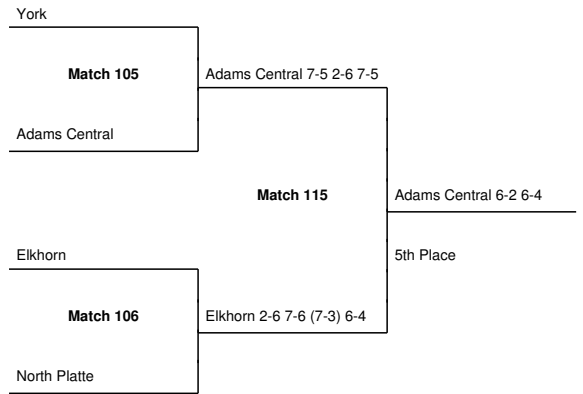 York
Match 105
Adams Central 7-5 2-6 7-5
Adams Central
Match 115
Adams Central 6-2 6-4
Elkhorn
5th Place
Match 106
Elkhorn 2-6 7-6 (7-3) 6-4
North Platte